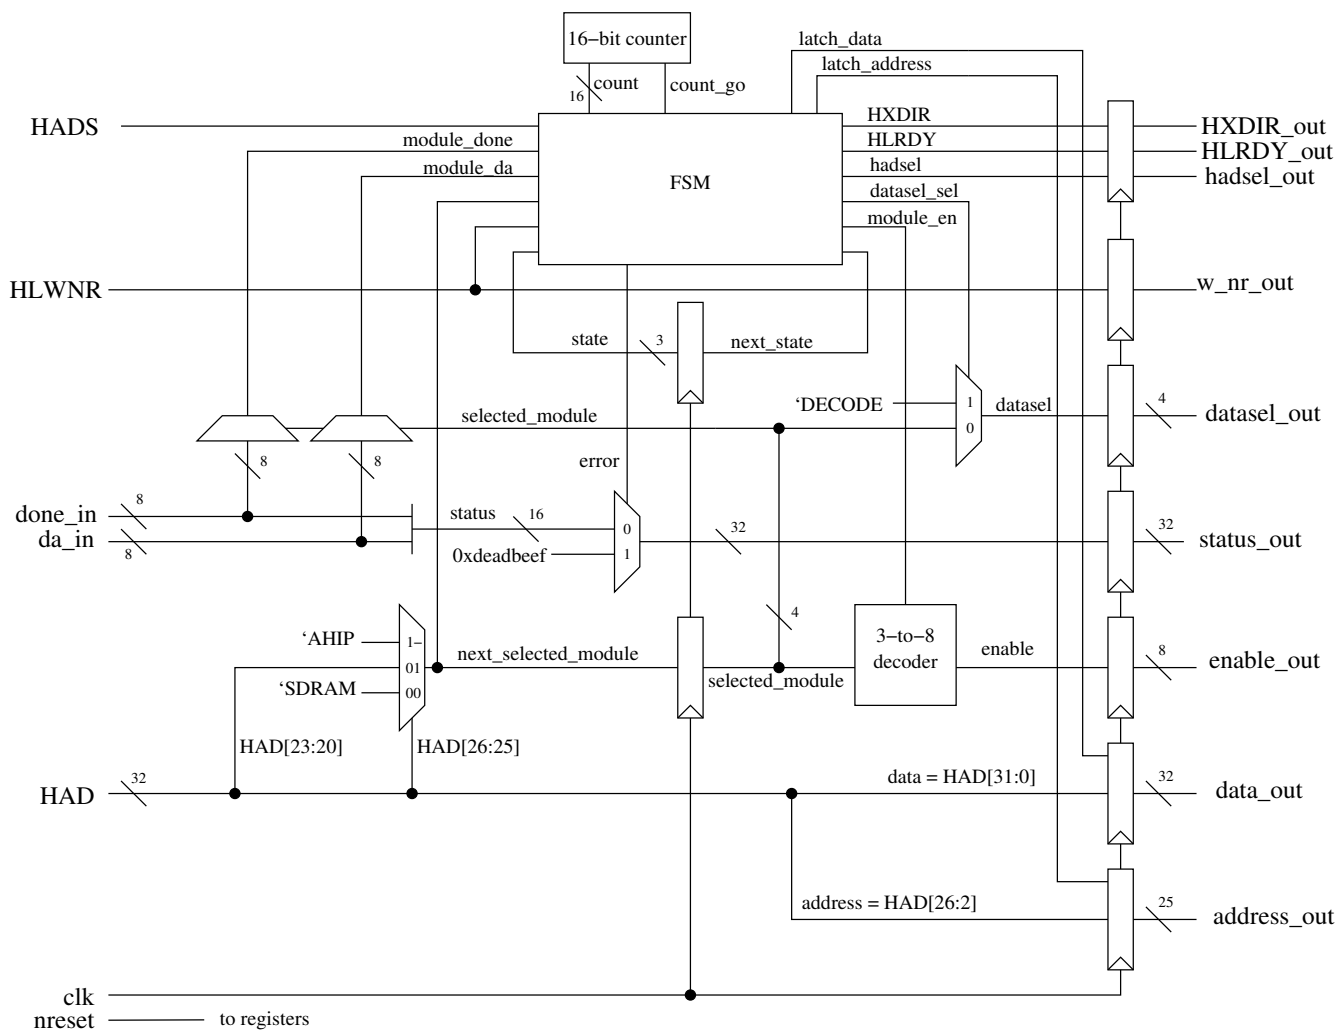 16−bit counter
latch_data
latch_address
count
16
count_go
HADS
HXDIR
HXDIR_out
module_done
HLRDY
HLRDY_out
module_da
hadsel
hadsel_out
FSM
datasel_sel
module_en
HLWNR
w_nr_out
state
3
next_state
‘DECODE
1
0
datasel
4
datasel_out
selected_module
8
8
error
done_in
8
da_in
8
status
16
0xdeadbeef
0
1
32
32
status_out
‘AHIP
1−
01
00
‘SDRAM
next_selected_module
4
selected_module
3−to−8
decoder
enable
8
enable_out
HAD[23:20]
HAD[26:25]
HAD
32
data = HAD[31:0]
32
data_out
address = HAD[26:2]
25
address_out
clk
nreset
to registers